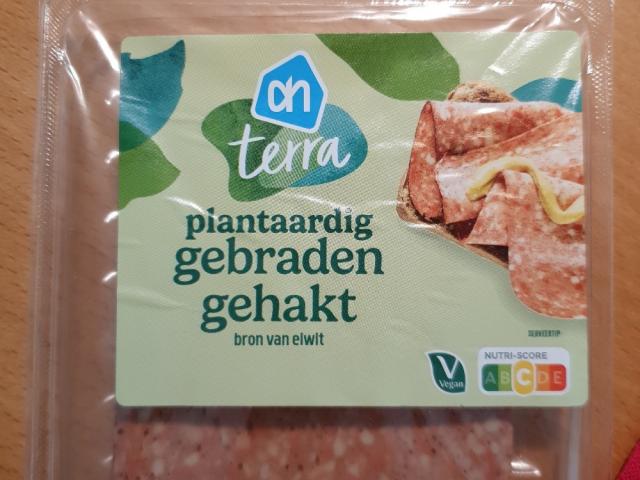 ah
terra
plantaardig
gebraden
gehakt
bron van eiwit
SERVEERTIP
Vegan
NUTRI-SCORE
A B C D E